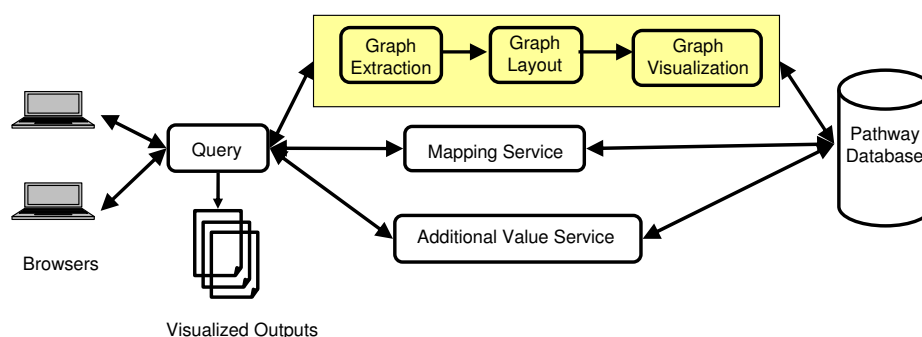 Graph
Extraction
Graph
Layout
Graph
Visualization
Query
Mapping Service
Pathway
Database
Additional Value Service
Browsers
Visualized Outputs